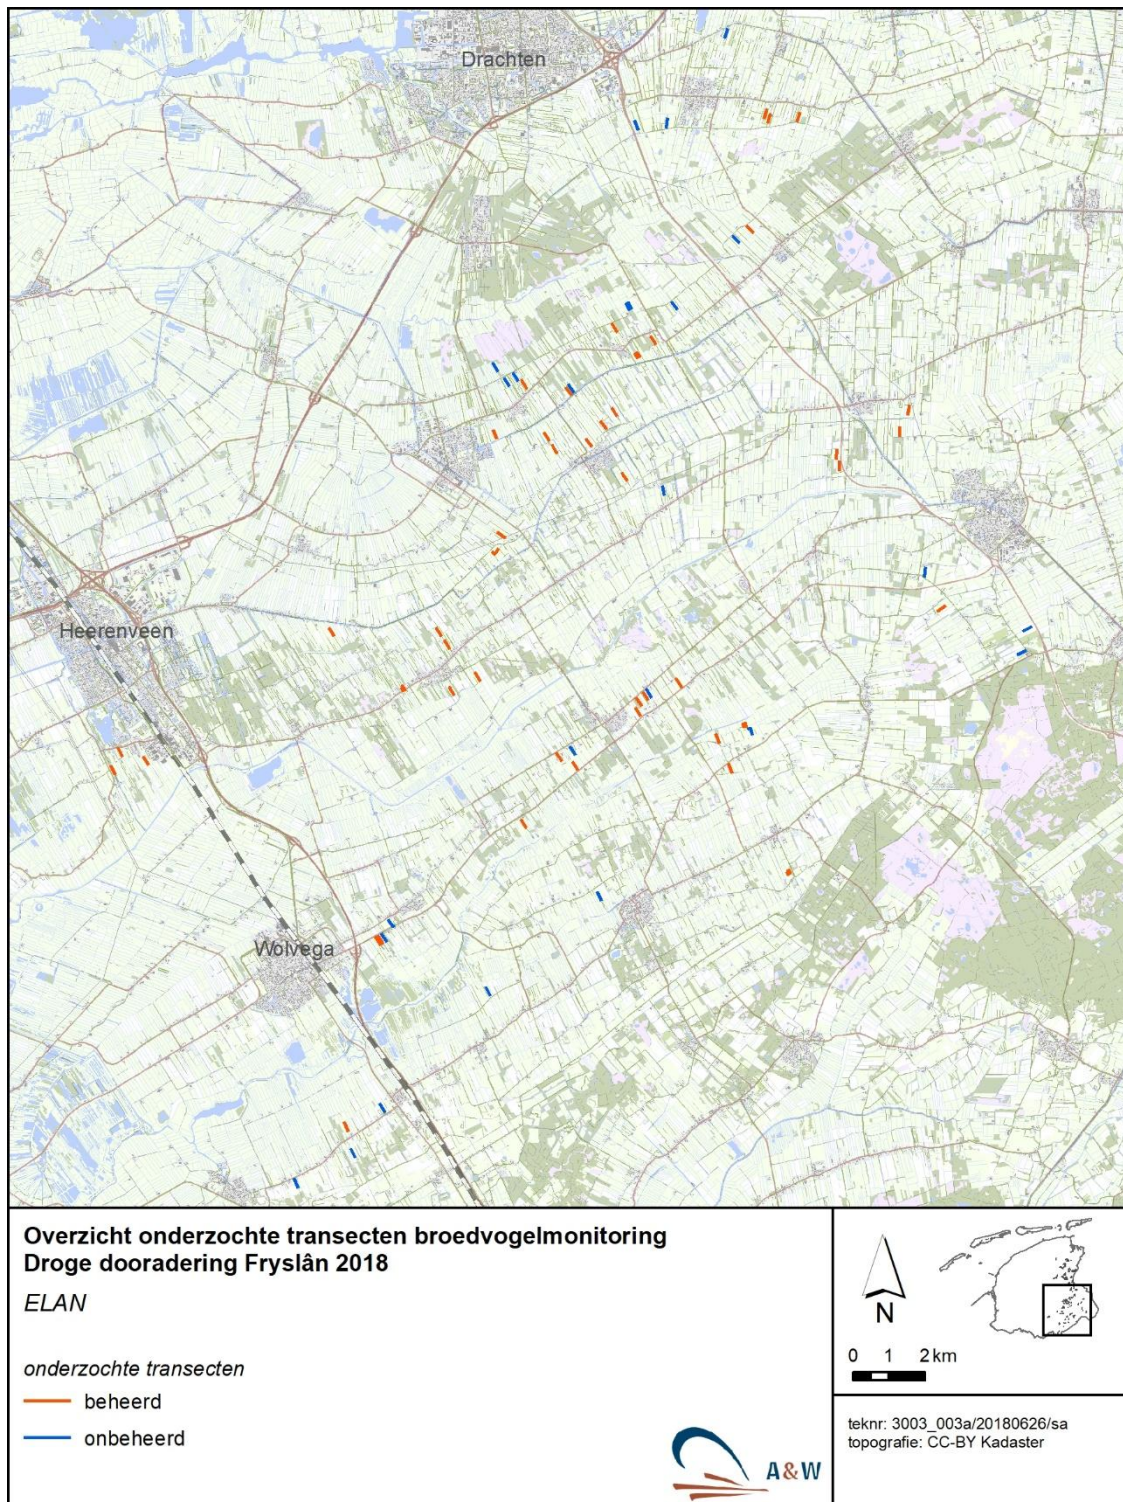 Drachten
Heerenveen
Wolvega
Overzicht onderzochte transecten broedvogelmonitoring
Droge dooradering Fryslân 2018
ELAN
onderzochte transecten
beheerd
onbeheerd
A&W
N
0 1 2 km
teknr: 3003_003a/20180626/sa
topografie: CC-BY Kadaster